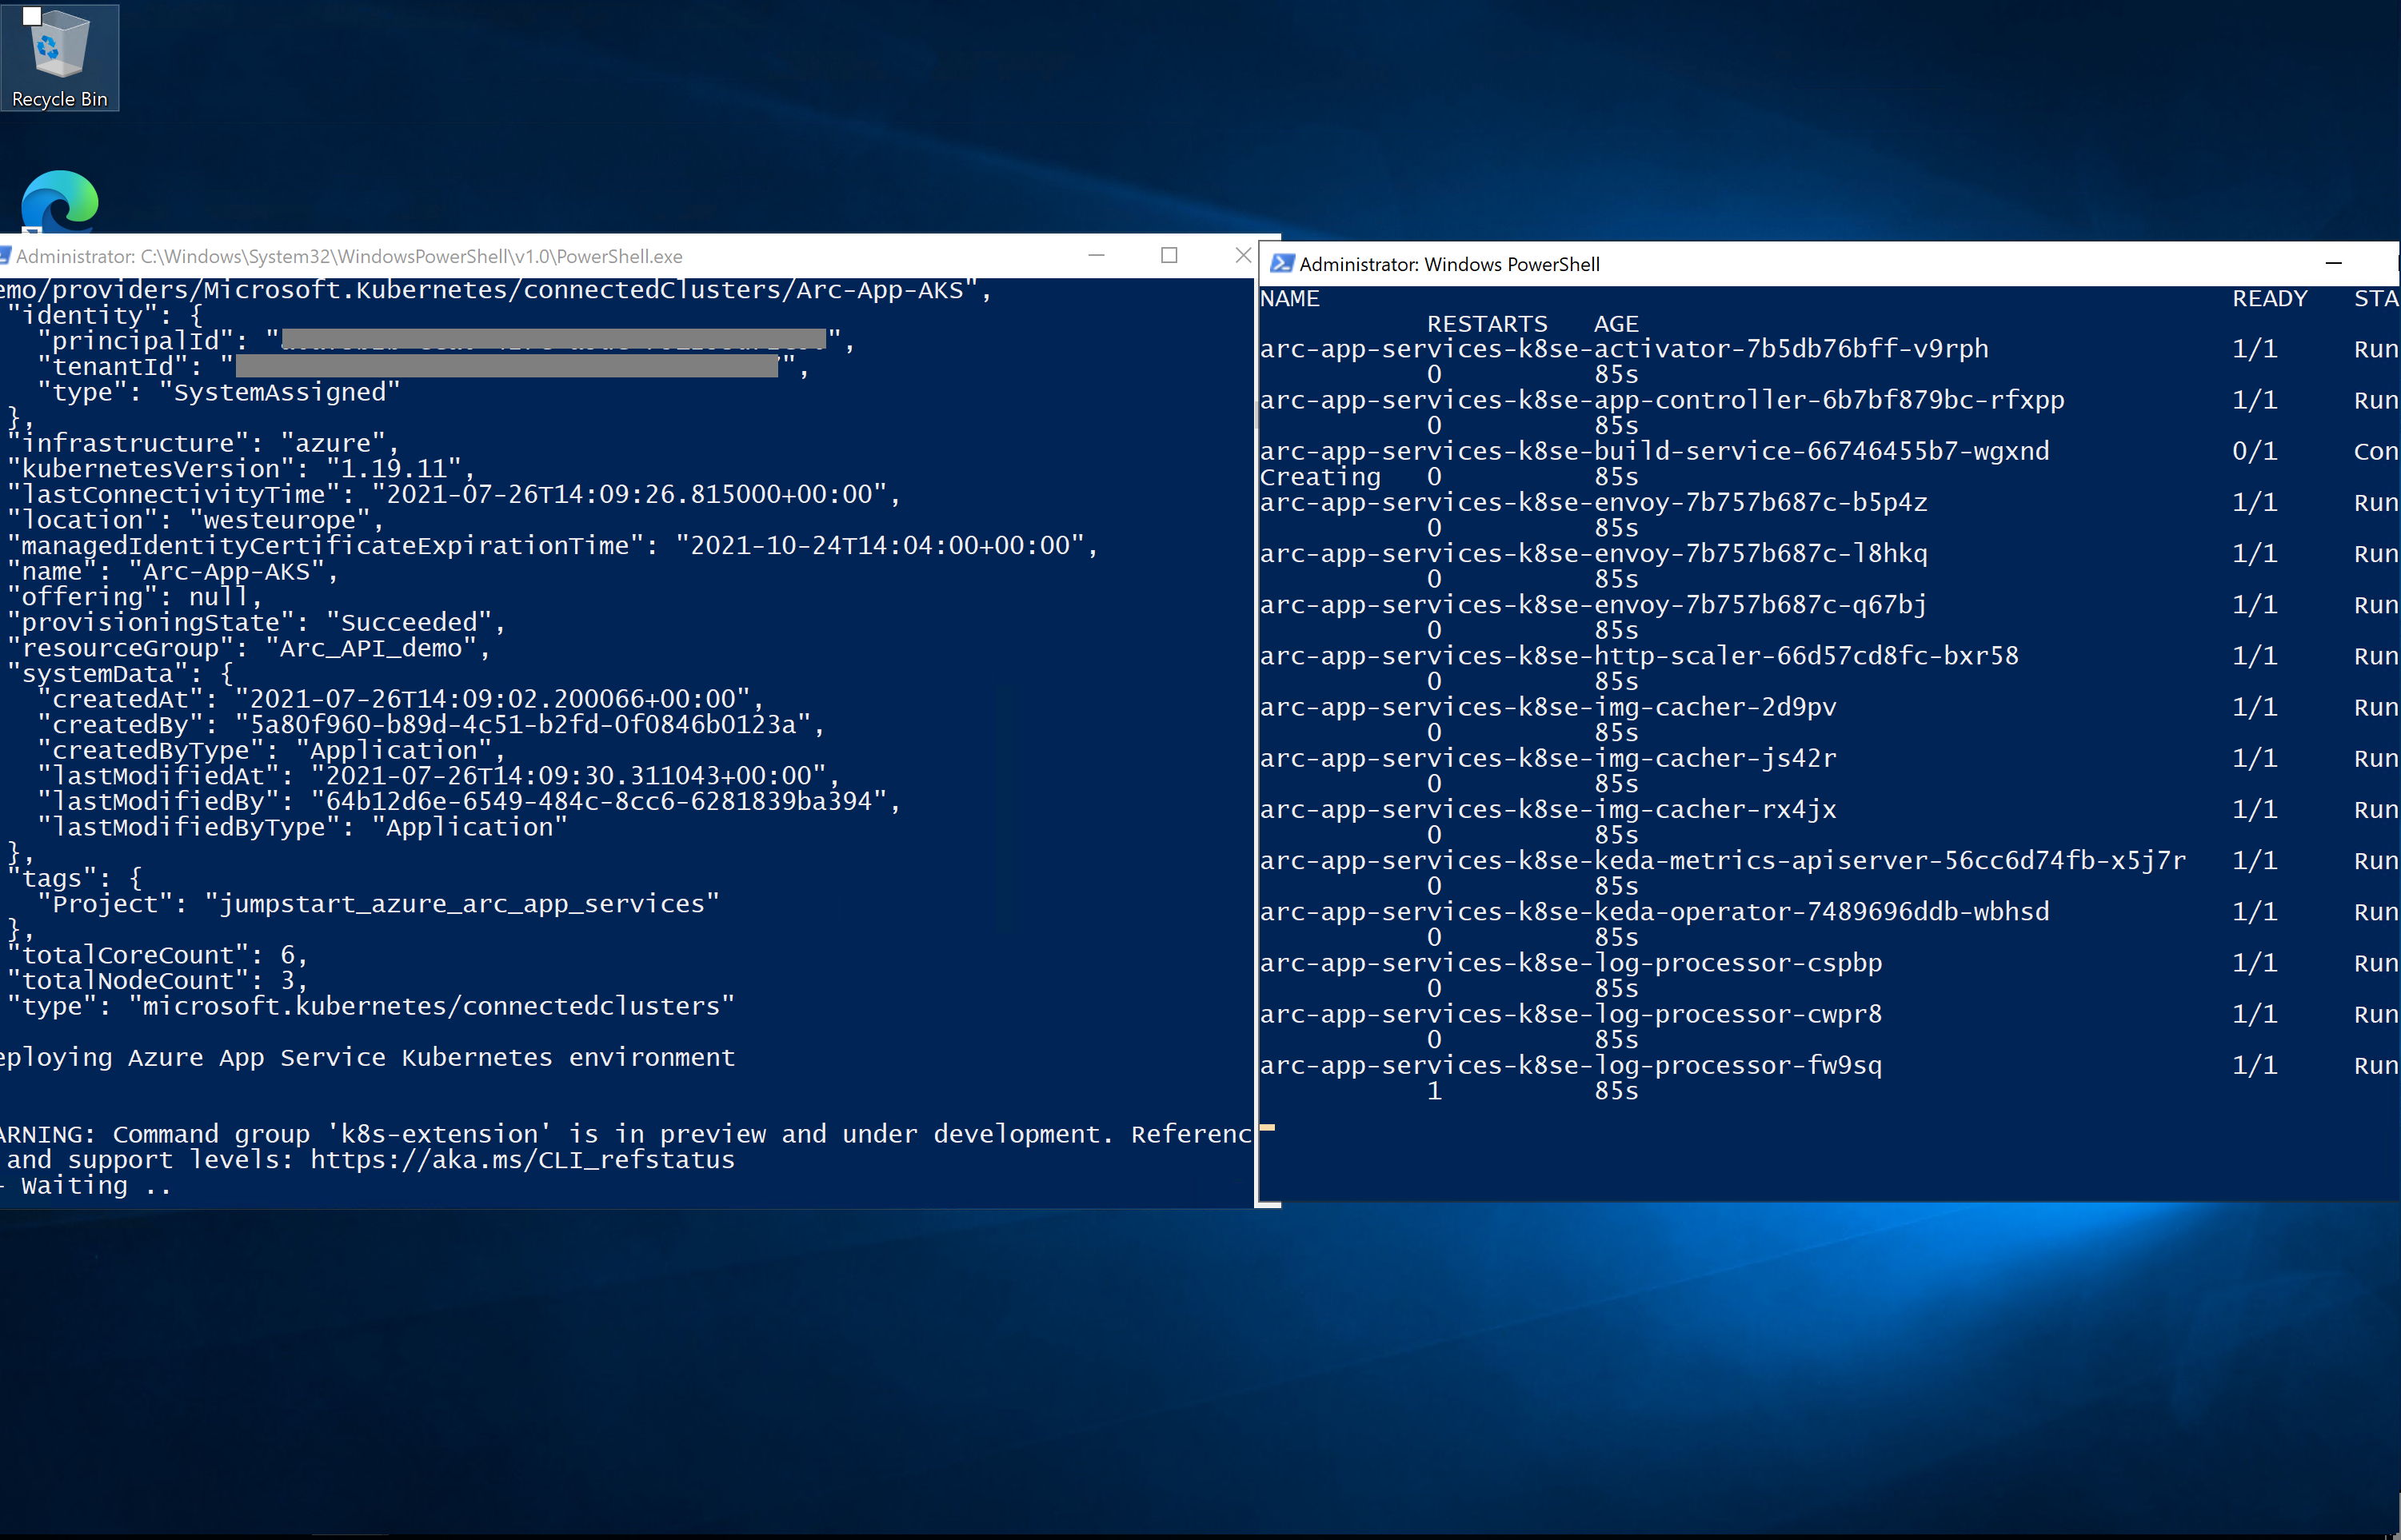 Recycle Bin
Administrator: C:\Windows\System32\WindowsPowerShell\v1.0\PowerShell.exe
emo/providers/Microsoft.Kubernetes/connectedClusters/Arc-App-AKS",
"identity": {
"principalId": "",
"tenantId": "",
"type": "SystemAssigned"
},
"infrastructure": "azure",
"kubernetesVersion": "1.19.11",
"lastConnectivityTime": "2021-07-26T14:09:26.815000+00:00",
"location": "westeurope",
"managedIdentityCertificateExpirationTime": "2021-10-24T14:04:00+00:00",
"name": "Arc-App-AKS",
"offering": null,
"provisioningState": "Succeeded",
"resourceGroup": "Arc_API_demo",
"systemData": {
"createdAt": "2021-07-26T14:09:02.200066+00:00",
"createdBy": "5a80f960-b89d-4c51-b2fd-0f0846b0123a",
"createdByType": "Application",
"lastModifiedAt": "2021-07-26T14:09:30.311043+00:00",
"lastModifiedBy": "64b12d6e-6549-484c-8cc6-6281839ba394",
"lastModifiedByType": "Application"
},
"tags": {
"Project": "jumpstart_azure_arc_app_services"
},
"totalCoreCount": 6,
"totalNodeCount": 3,
"type": "microsoft.kubernetes/connectedclusters"
eploying Azure App Service Kubernetes environment
ARNING: Command group 'k8s-extension' is in preview and under development. Referenc
and support levels: https://aka.ms/CLI_refstatus
- Waiting ..
Administrator: Windows PowerShell
NAME READY STA
RESTARTS AGE
arc-app-services-k8se-activator-7b5db76bff-v9rph 1/1 Run
0 85s
arc-app-services-k8se-app-controller-6b7bf879bc-rfxpp 1/1 Run
0 85s
arc-app-services-k8se-build-service-66746455b7-wgxnd 0/1 Con
Creating 0 85s
arc-app-services-k8se-envoy-7b757b687c-b5p4z 1/1 Run
0 85s
arc-app-services-k8se-envoy-7b757b687c-l8hkq 1/1 Run
0 85s
arc-app-services-k8se-envoy-7b757b687c-q67bj 1/1 Run
0 85s
arc-app-services-k8se-http-scaler-66d57cd8fc-bxr58 1/1 Run
0 85s
arc-app-services-k8se-img-cacher-2d9pv 1/1 Run
0 85s
arc-app-services-k8se-img-cacher-js42r 1/1 Run
0 85s
arc-app-services-k8se-img-cacher-rx4jx 1/1 Run
0 85s
arc-app-services-k8se-keda-metrics-apiserver-56cc6d74fb-x5j7r 1/1 Run
0 85s
arc-app-services-k8se-keda-operator-7489696ddb-wbhsd 1/1 Run
0 85s
arc-app-services-k8se-log-processor-cspbp 1/1 Run
0 85s
arc-app-services-k8se-log-processor-cwpr8 1/1 Run
0 85s
arc-app-services-k8se-log-processor-fw9sq 1/1 Run
1 85s